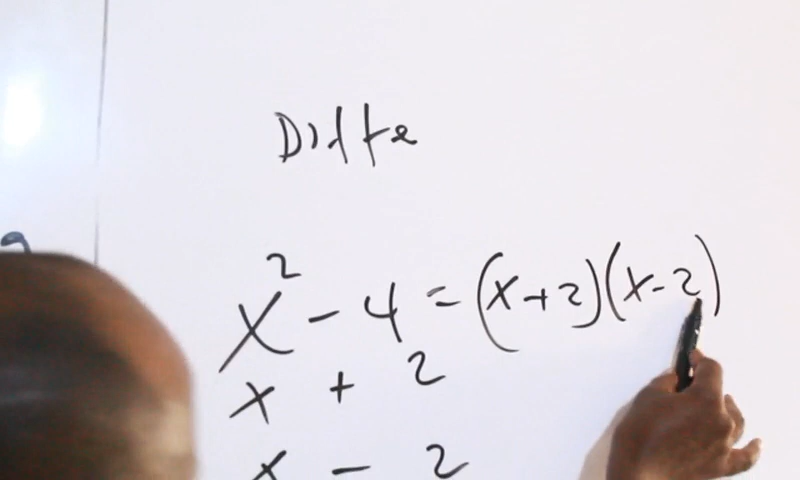 Diffe
x² - 4 = (x+2)(x-2)
x + 2
x - 2